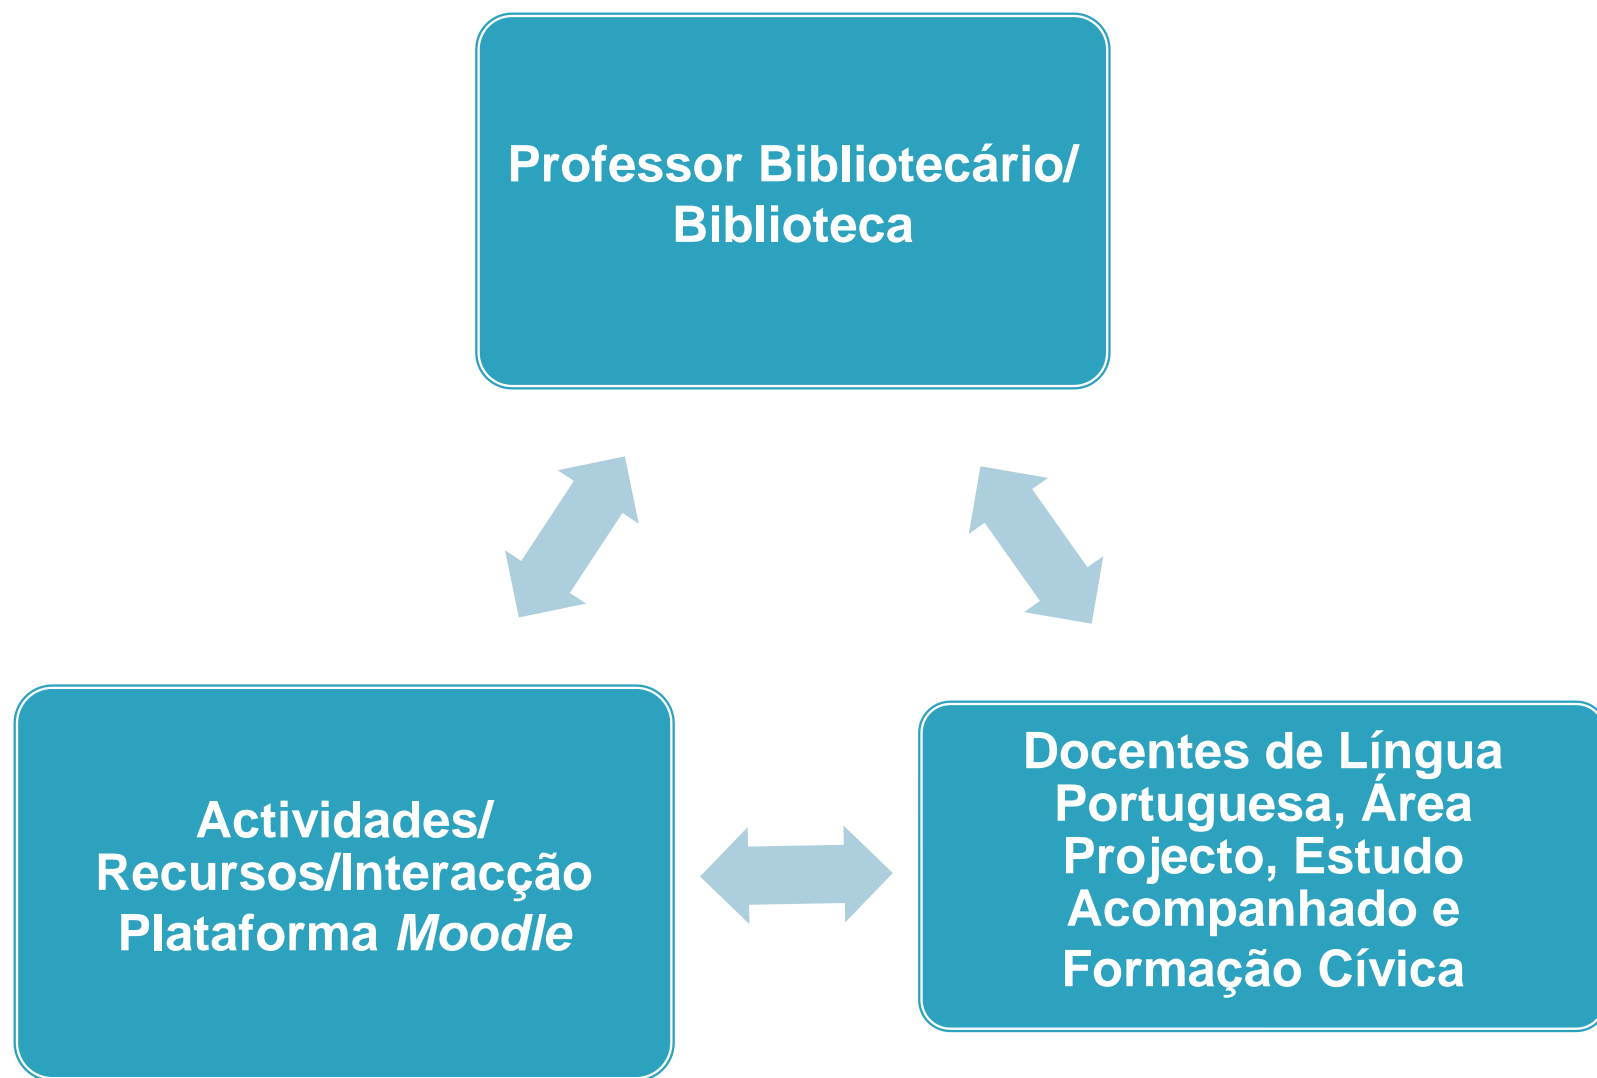 Professor Bibliotecário/
Biblioteca
Actividades/
Recursos/Interacção
Plataforma Moodle
Docentes de Língua
Portuguesa, Área
Projecto, Estudo
Acompanhado e
Formação Cívica